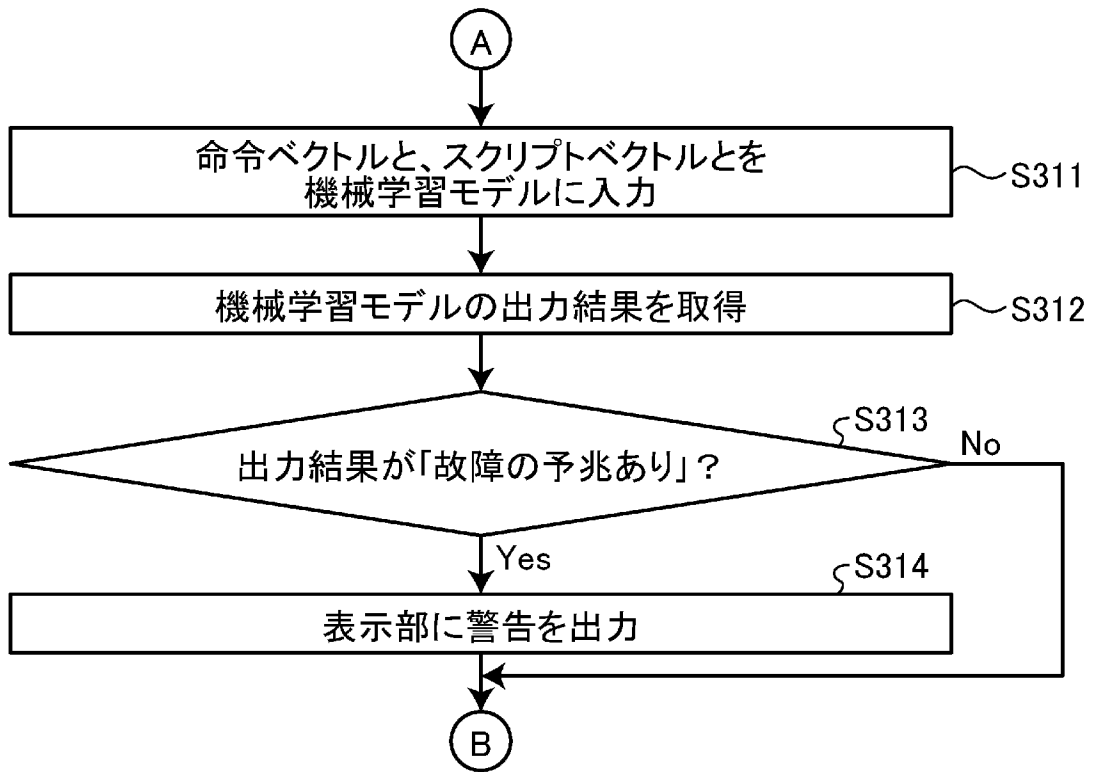 A
命令ベクトルと、スクリプトベクトルとを
機械学習モデルに入力
S311
機械学習モデルの出力結果を取得
S312
出力結果が「故障の予兆あり」？
S313
No
Yes
S314
表示部に警告を出力
B